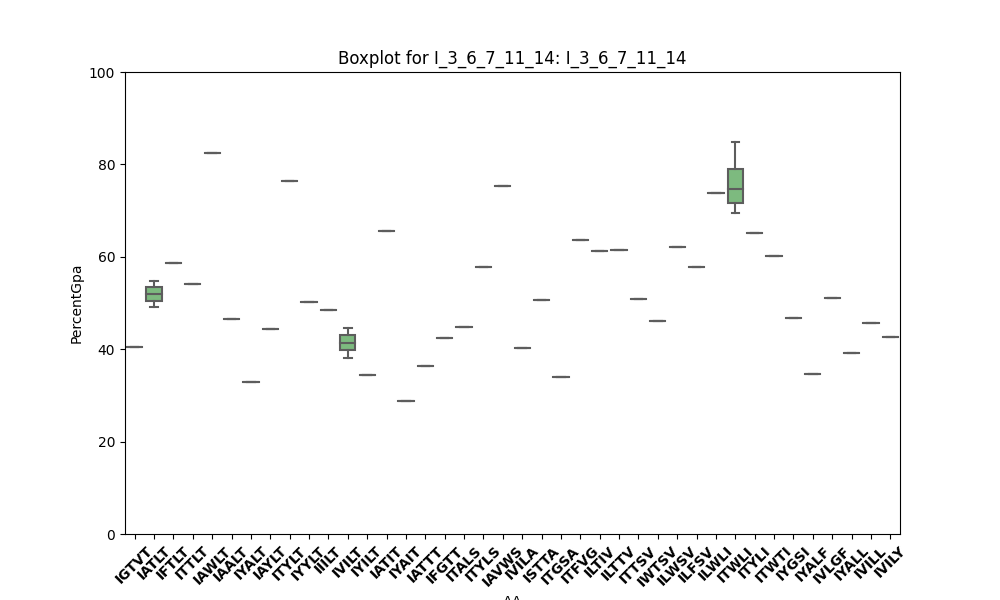 Boxplot for I_3_6_7_11_14: I_3_6_7_11_14
PercentGpa
100
80
60
40
20
0
IGTVT
IATLT
IFTLT
ITTLT
IAWLT
IAALT
IYALT
IAYLT
ITYLT
IYYLT
IIILT
IVILT
IYILT
IATIT
IYAIT
IATTT
IFGTT
ITALS
ITYLS
IAVWS
IVILA
ISTTA
ITGSA
ITFVG
ILTIV
ILTTV
ITTSV
IWTSV
ILWSV
ILFSV
ILWLI
ITWLI
ITYLI
ITWTI
IYGSI
IYALF
IVLGF
IYALL
IVILL
IVILY